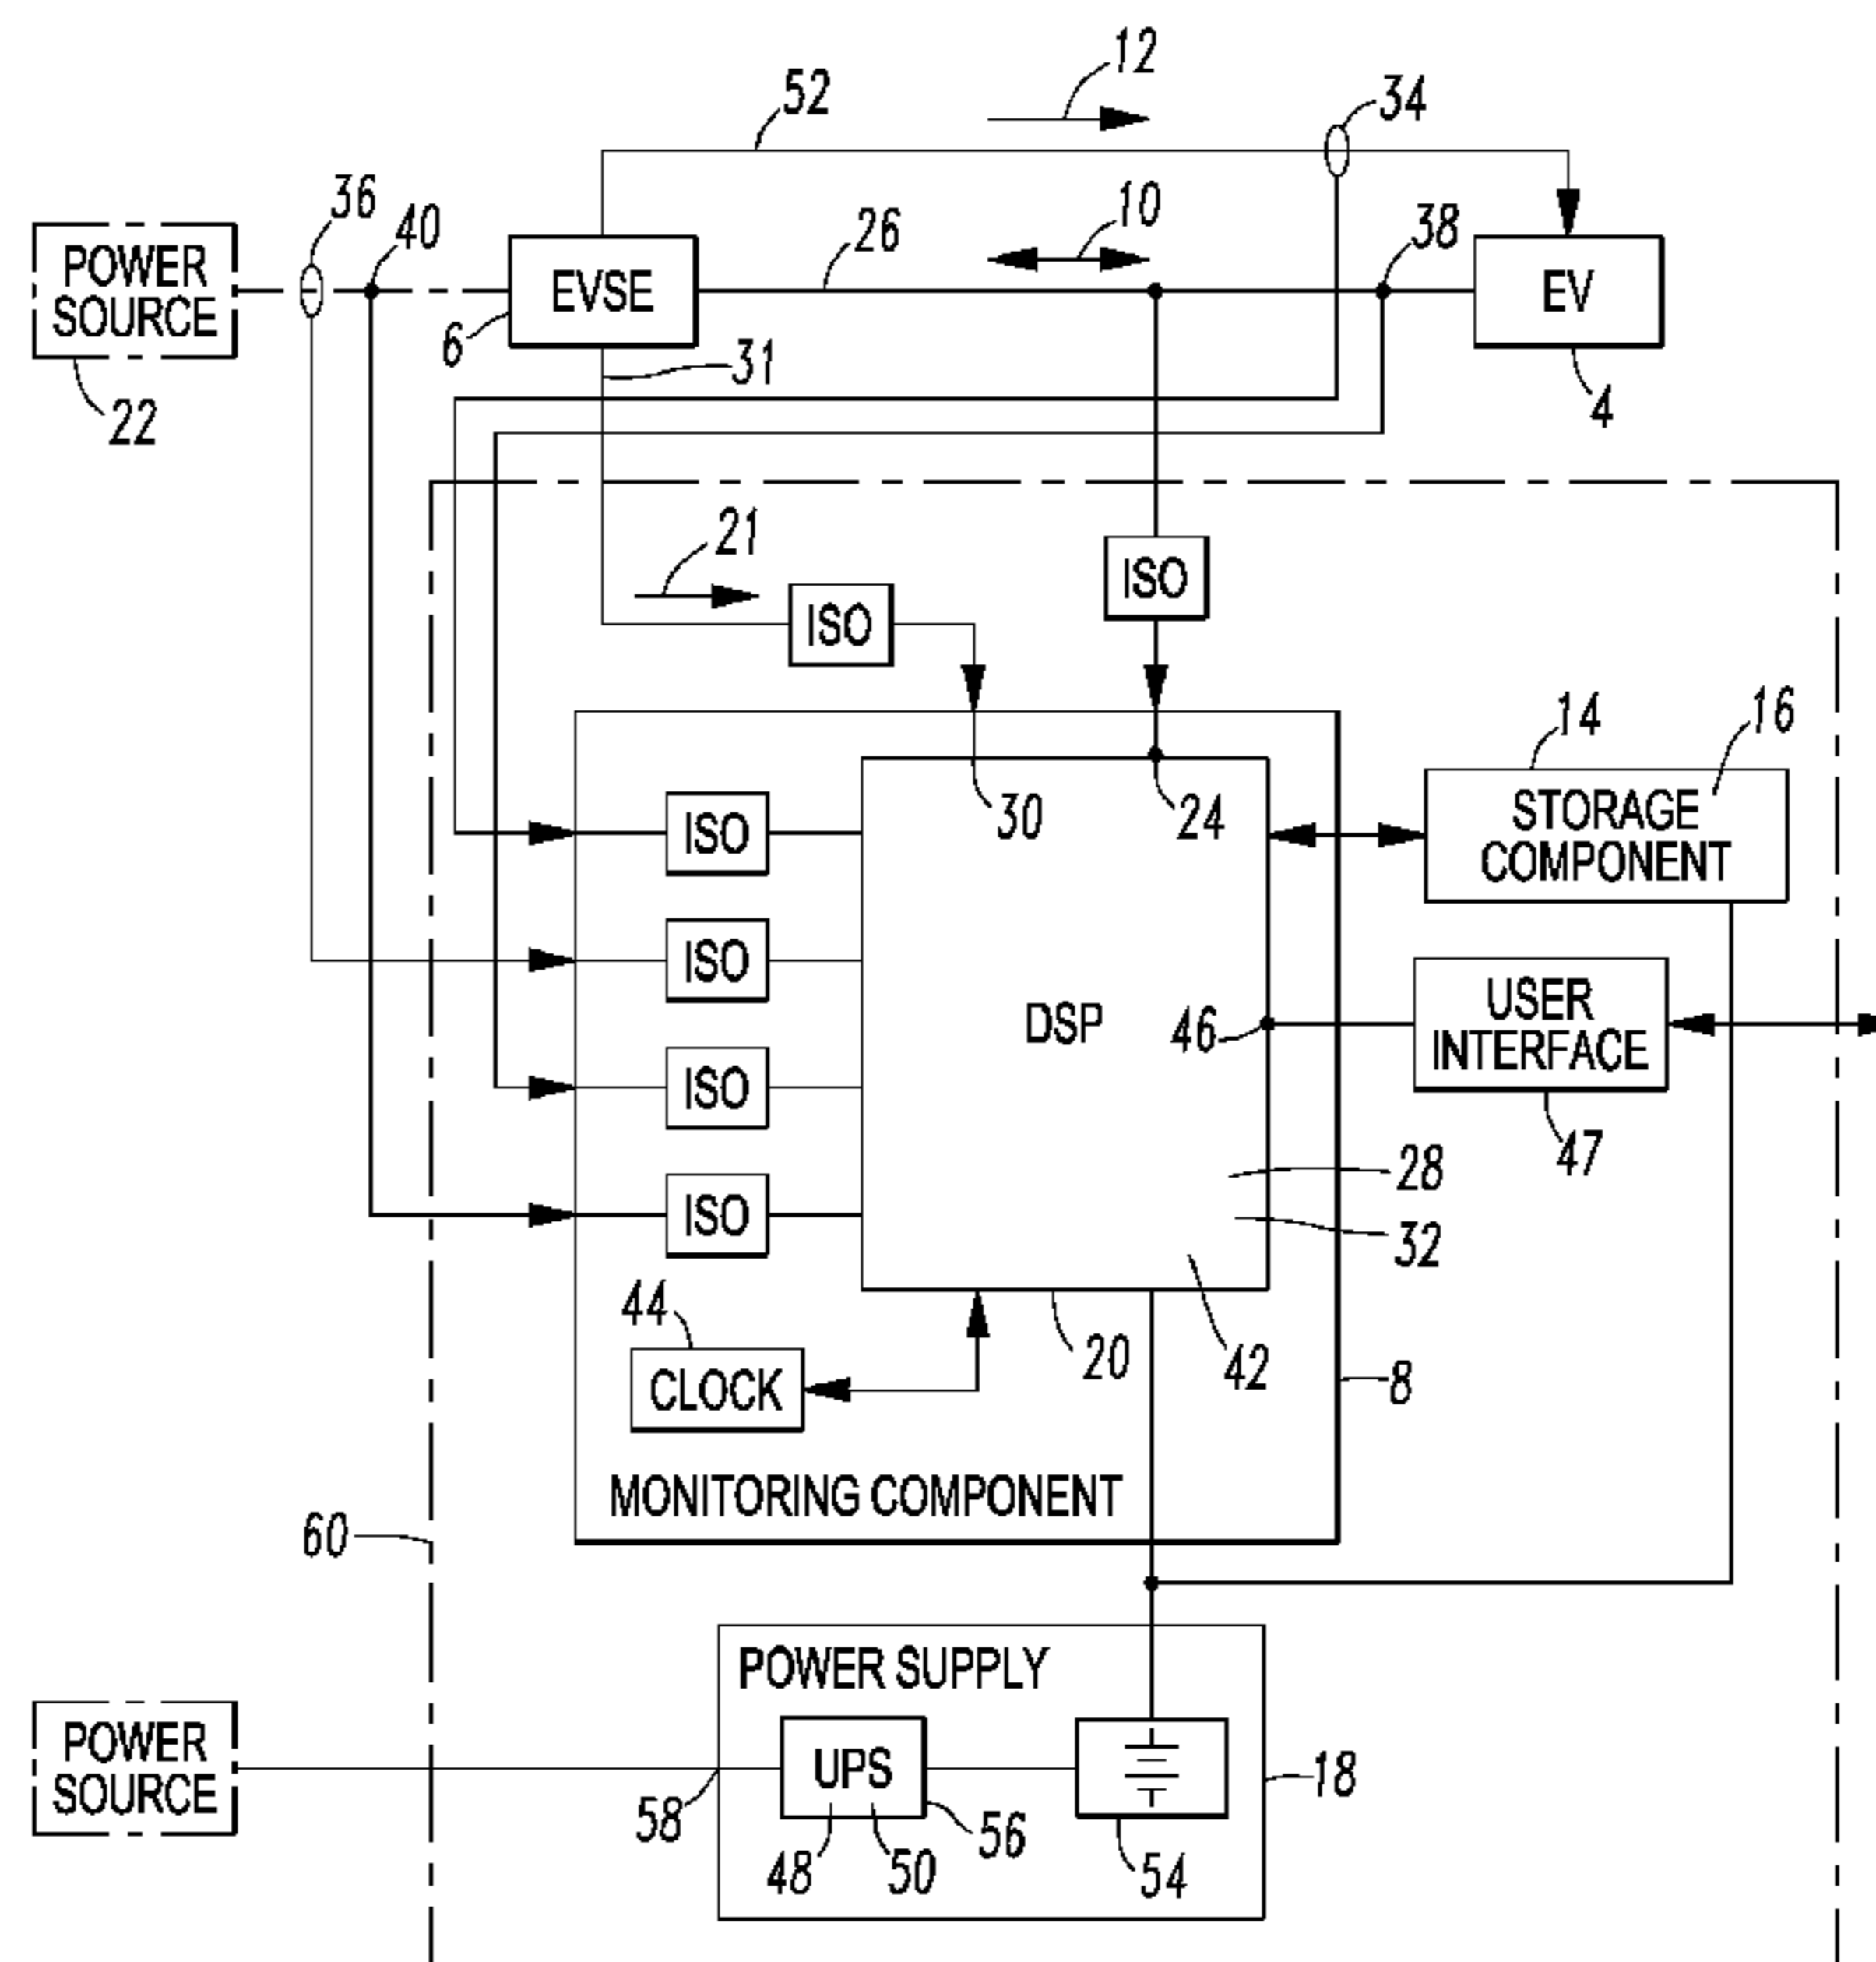 12
52
34
36
40
26
10
38
POWER
SOURCE
EVSE
EV
6
31
22
4
21
ISO
ISO
14
16
30
24
STORAGE
COMPONENT
ISO
ISO
DSP
46
USER
INTERFACE
ISO
47
28
ISO
32
44
20
42
CLOCK
8
MONITORING COMPONENT
60
POWER SUPPLY
POWER
SOURCE
UPS
18
58
56
48
50
54